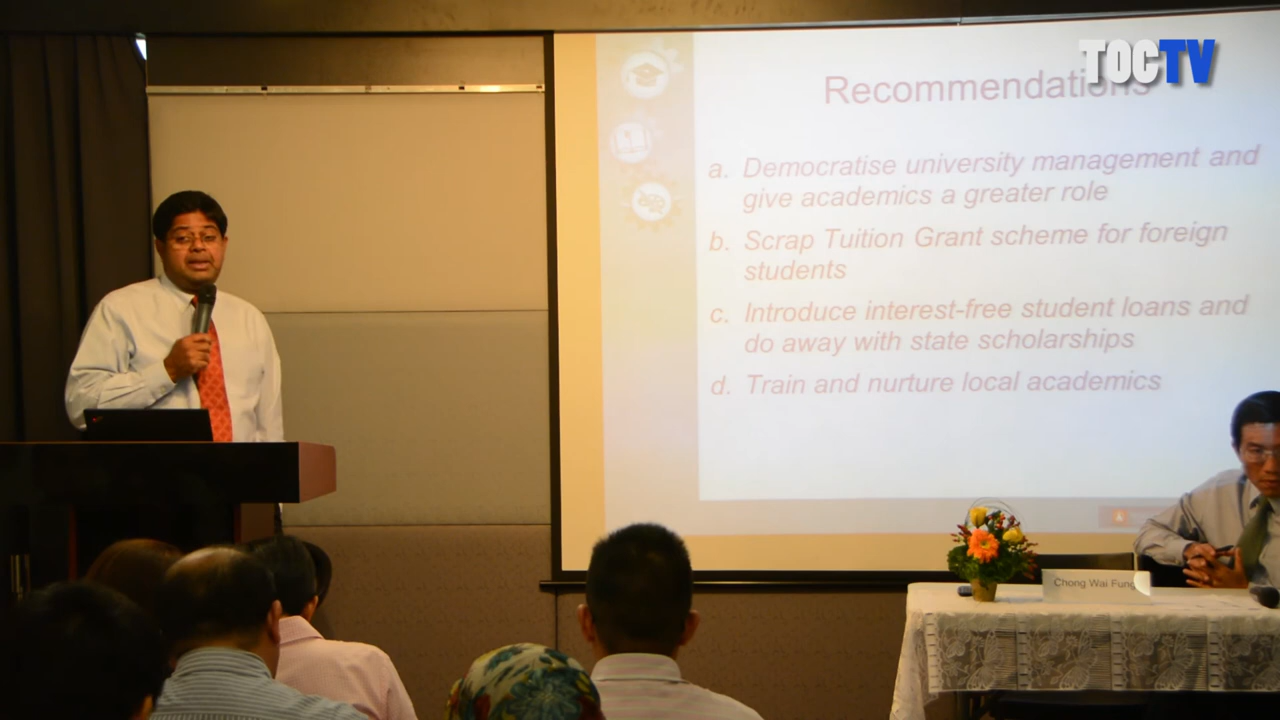 TOCTV
Recommendations
a. Democratise university management and
give academics a greater role
b. Scrap Tuition Grant scheme for foreign
students
c. Introduce interest-free student loans and
do away with state scholarships
d. Train and nurture local academics
Chong Wai Fung